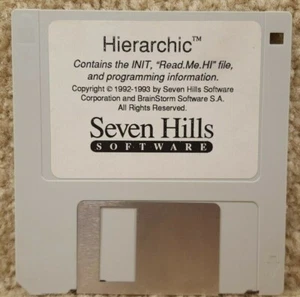 Hierarchic™
Contains the INIT, "Read.Me.HI" file,
and programming information.
Copyright © 1992-1993 by Seven Hills Software
Corporation and BrainStorm Software S.A.
All Rights Reserved.
Seven Hills
SOFTWARE